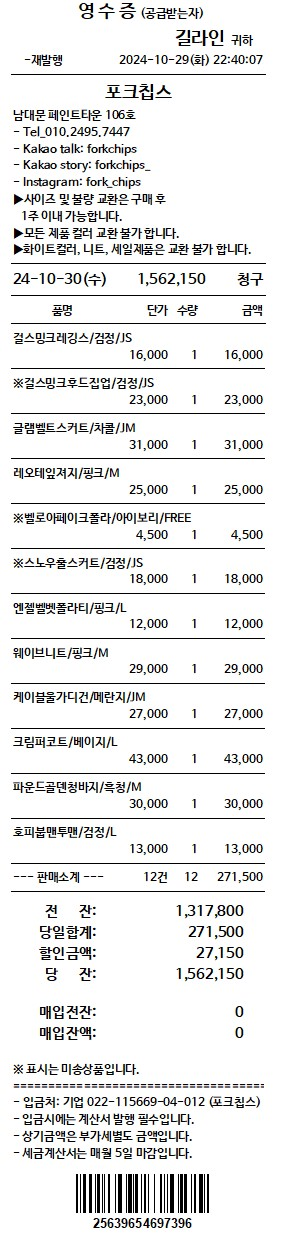 영 수 증 (공급받는자)
길라인 귀하
-재발행 2024-10-29(화) 22:40:07
포크칩스
남대문 페인트타운 106호
- Tel_010.2495.7447
- Kakao talk: forkchips
- Kakao story: forkchips_
- Instagram: fork_chips
▶사이즈 및 불량 교환은 구매 후
1주 이내 가능합니다.
▶모든 제품 컬러 교환 불가 합니다.
▶화이트컬러, 니트, 세일제품은 교환 불가 합니다.
24-10-30(수) 1,562,150 청구
품명 단가 수량 금액
걸스밍크레깅스/검정/JS
16,000 1 16,000
※걸스밍크후드집업/검정/JS
23,000 1 23,000
글램벨트스커트/차콜/JM
31,000 1 31,000
레오테잎져지/핑크/M
25,000 1 25,000
※벨로아페이크폴라/아이보리/FREE
4,500 1 4,500
※스노우훌스커트/검정/JS
18,000 1 18,000
엔젤벨벳폴라티/핑크/L
12,000 1 12,000
웨이브니트/핑크/M
29,000 1 29,000
케이블울가디건/메란지/JM
27,000 1 27,000
크림퍼코트/베이지/L
43,000 1 43,000
파운드골덴청바지/흑청/M
30,000 1 30,000
호피붐맨투맨/검정/L
13,000 1 13,000
--- 판매소계 --- 12건 12 271,500
전 잔: 1,317,800
당일합계: 271,500
할인금액: 27,150
당 잔: 1,562,150
매입전잔: 0
매입잔액: 0
※ 표시는 미송상품입니다.
=====================================
- 입금처: 기업 022-115669-04-012 (포크칩스)
- 입금시에는 계산서 발행 필수입니다.
- 상기금액은 부가세별도 금액입니다.
- 세금계산서는 매월 5일 마감입니다.
25639654697396